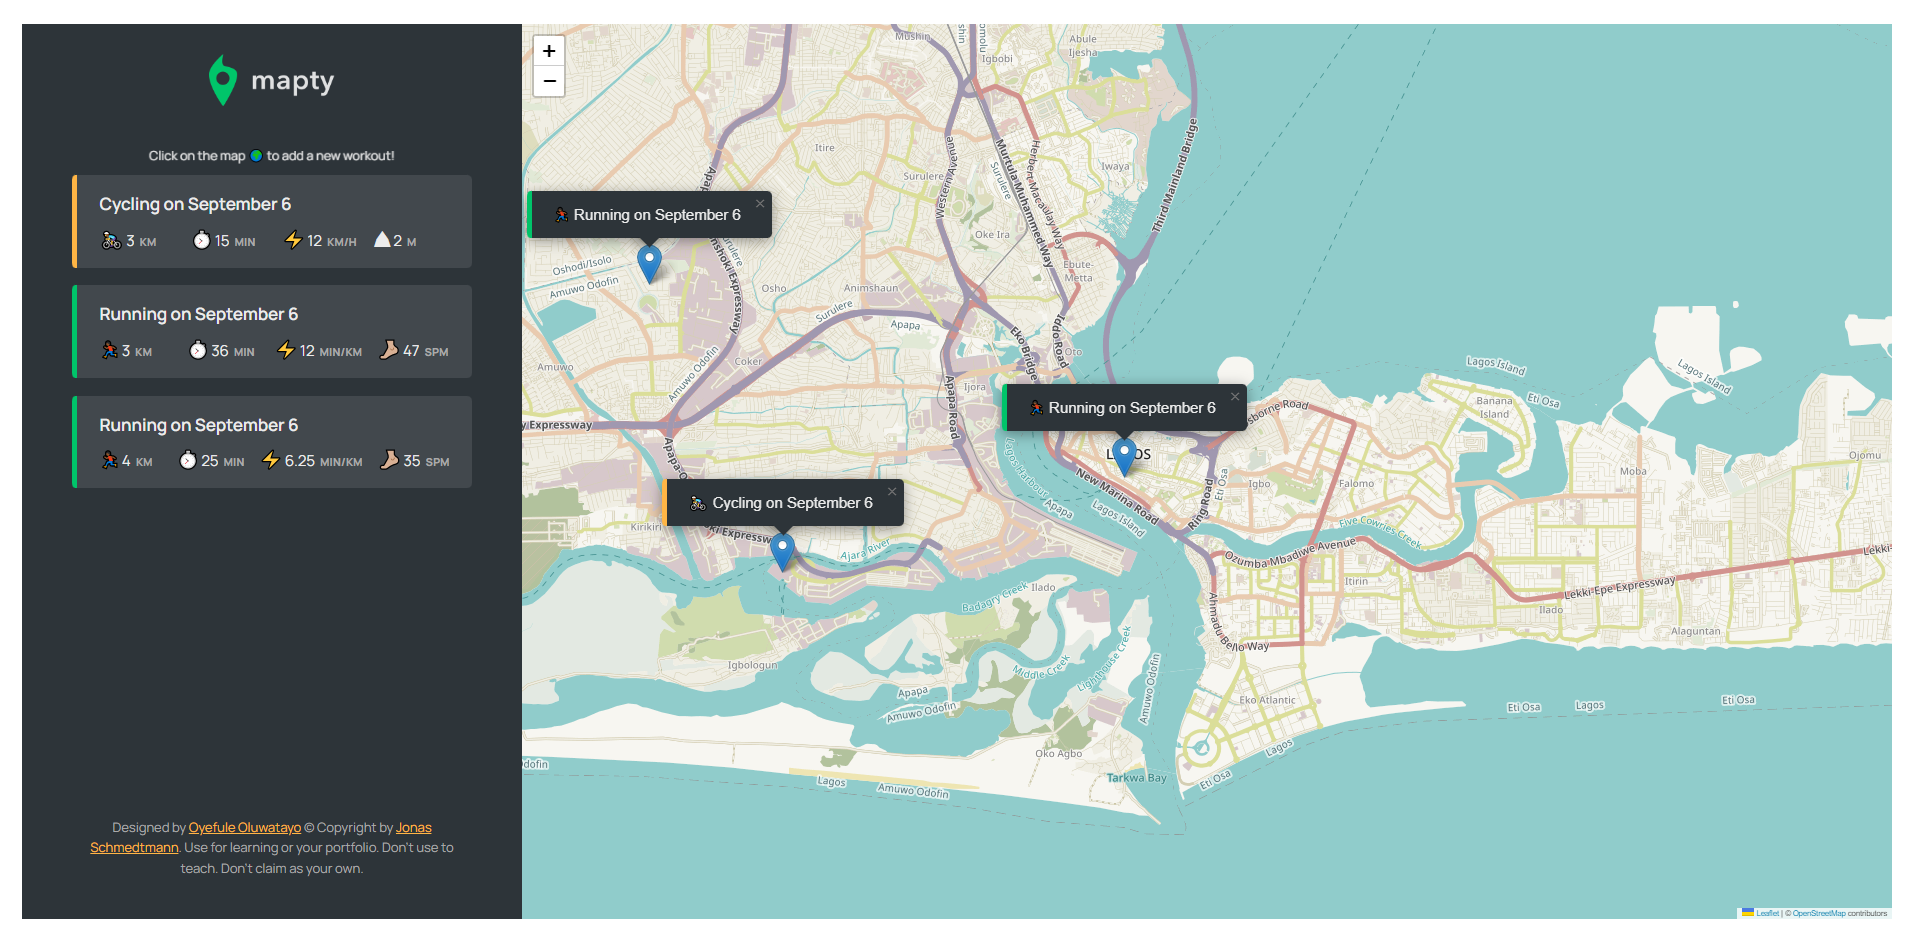 mapty
Click on the map to add a new workout!
Cycling on September 6
3 KM 15 MIN 12 KM/H 2 M
Running on September 6
3 KM 36 MIN 12 MIN/KM 47 SPM
Running on September 6
4 KM 25 MIN 6.25 MIN/KM 35 SPM
Designed by Oyefule Oluwatayo © Copyright by Jonas
Schmedtmann. Use for learning or your portfolio. Don't use to
teach. Don't claim as your own.
+
−
Mushin
Igbobi
Abule
Ijesha
Itire
Surulere
Western Avenue
Murtula Muhammed Way
Surulere
Herbert Macaulay Way
Iwaya
Third Mainland Bridge
Running on September 6
×
Oke Ira
Ebute-
Metta
Oshodi/Isolo
Amuwo Odofin
Surulere
Osho
Animshaun
Surulere
Apapa
Eko Bridge
Iddo
Road
Oto
Amuwo
Amuwo Odofin
Coker
Ijora
Apapa Road
Lagos Island
Lagos Island
Eti Osa
Banana
Island
Running on September 6
×
Expressway
LAGOS
New Marina Road
Lagos Harbour
Apapa
Lagos Island
Ring Road
Eti Osa
Igbo
Falomo
Moba
Ojomu
Cycling on September 6
×
Kirikiri
Ajara River
Five Cowries Creek
Ozumba Mbadiwe Avenue
Lekki-
Itirin
Lekki-Epe Expressway
Ilado
Alaguntan
Badagry Creek
Ilado
Ahmadu Bello Way
Igbologun
Middle Creek
Lighthouse Creek
Amuwo Odofin
Apapa
Amuwo Odofin
Eko Atlantic
Eti Osa
Lagos
Eti Osa
Oko Agbo
Lagos
Tarkwa Bay
Eti Osa
Lagos
Amuwo Odofin
Leaflet | © OpenStreetMap contributors